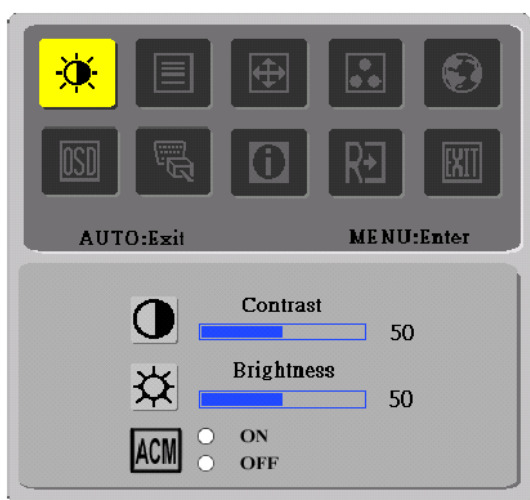 OSD
R
EXIT
AUTO:Exit MENU:Enter
Contrast
50
Brightness
50
ACM ON
OFF